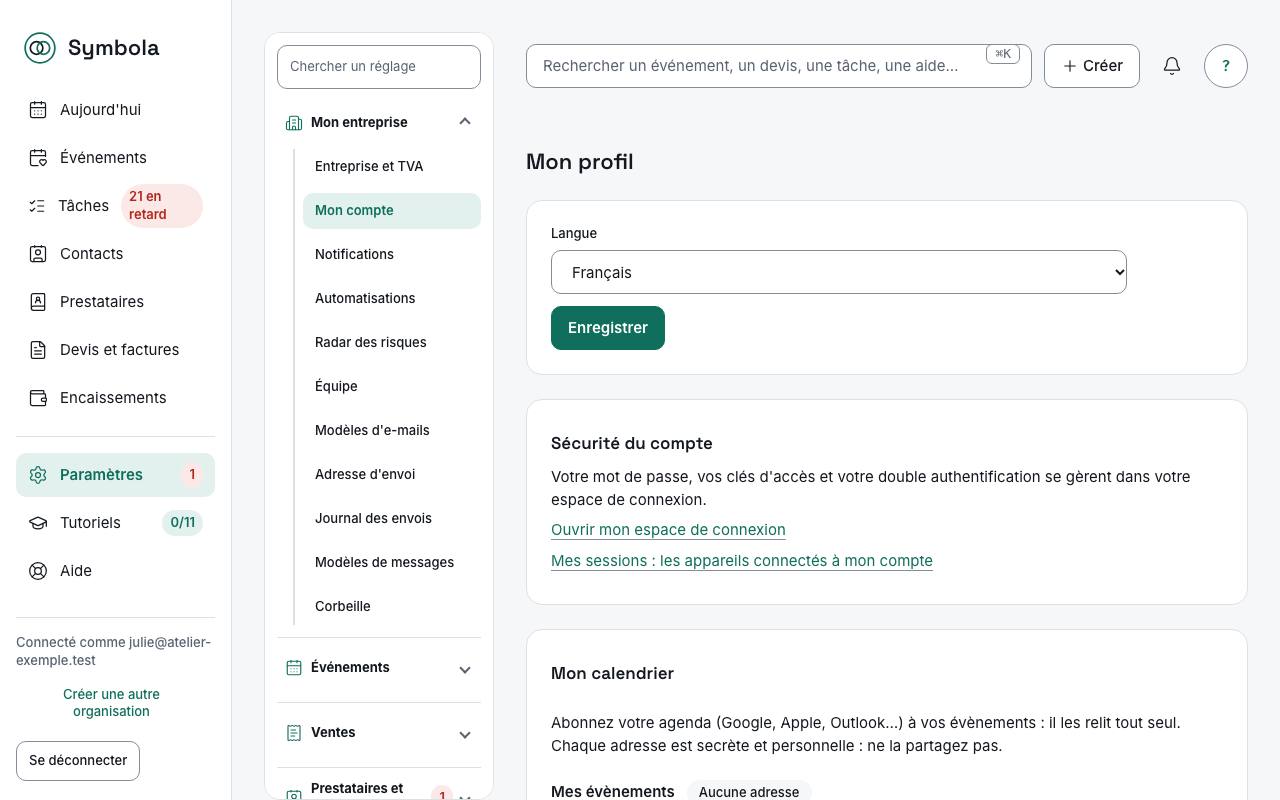 Symbola
Aujourd'hui
Événements
Tâches
21 en
retard
Contacts
Prestataires
Devis et factures
Encaissements
Paramètres
1
Tutoriels
0/11
Aide
Connecté comme julie@atelier-
exemple.test
Créer une autre
organisation
Se déconnecter
Chercher un réglage
Mon entreprise
Entreprise et TVA
Mon compte
Notifications
Automatisations
Radar des risques
Équipe
Modèles d'e-mails
Adresse d'envoi
Journal des envois
Modèles de messages
Corbeille
Événements
Ventes
Prestataires et
1
Rechercher un événement, un devis, une tâche, une aide...
⌘K
Créer
?
Mon profil
Langue
Français
Enregistrer
Sécurité du compte
Votre mot de passe, vos clés d'accès et votre double authentification se gèrent dans votre
espace de connexion.
Ouvrir mon espace de connexion
Mes sessions : les appareils connectés à mon compte
Mon calendrier
Abonnez votre agenda (Google, Apple, Outlook...) à vos évènements : il les relit tout seul.
Chaque adresse est secrète et personnelle : ne la partagez pas.
Mes évènements
Aucune adresse